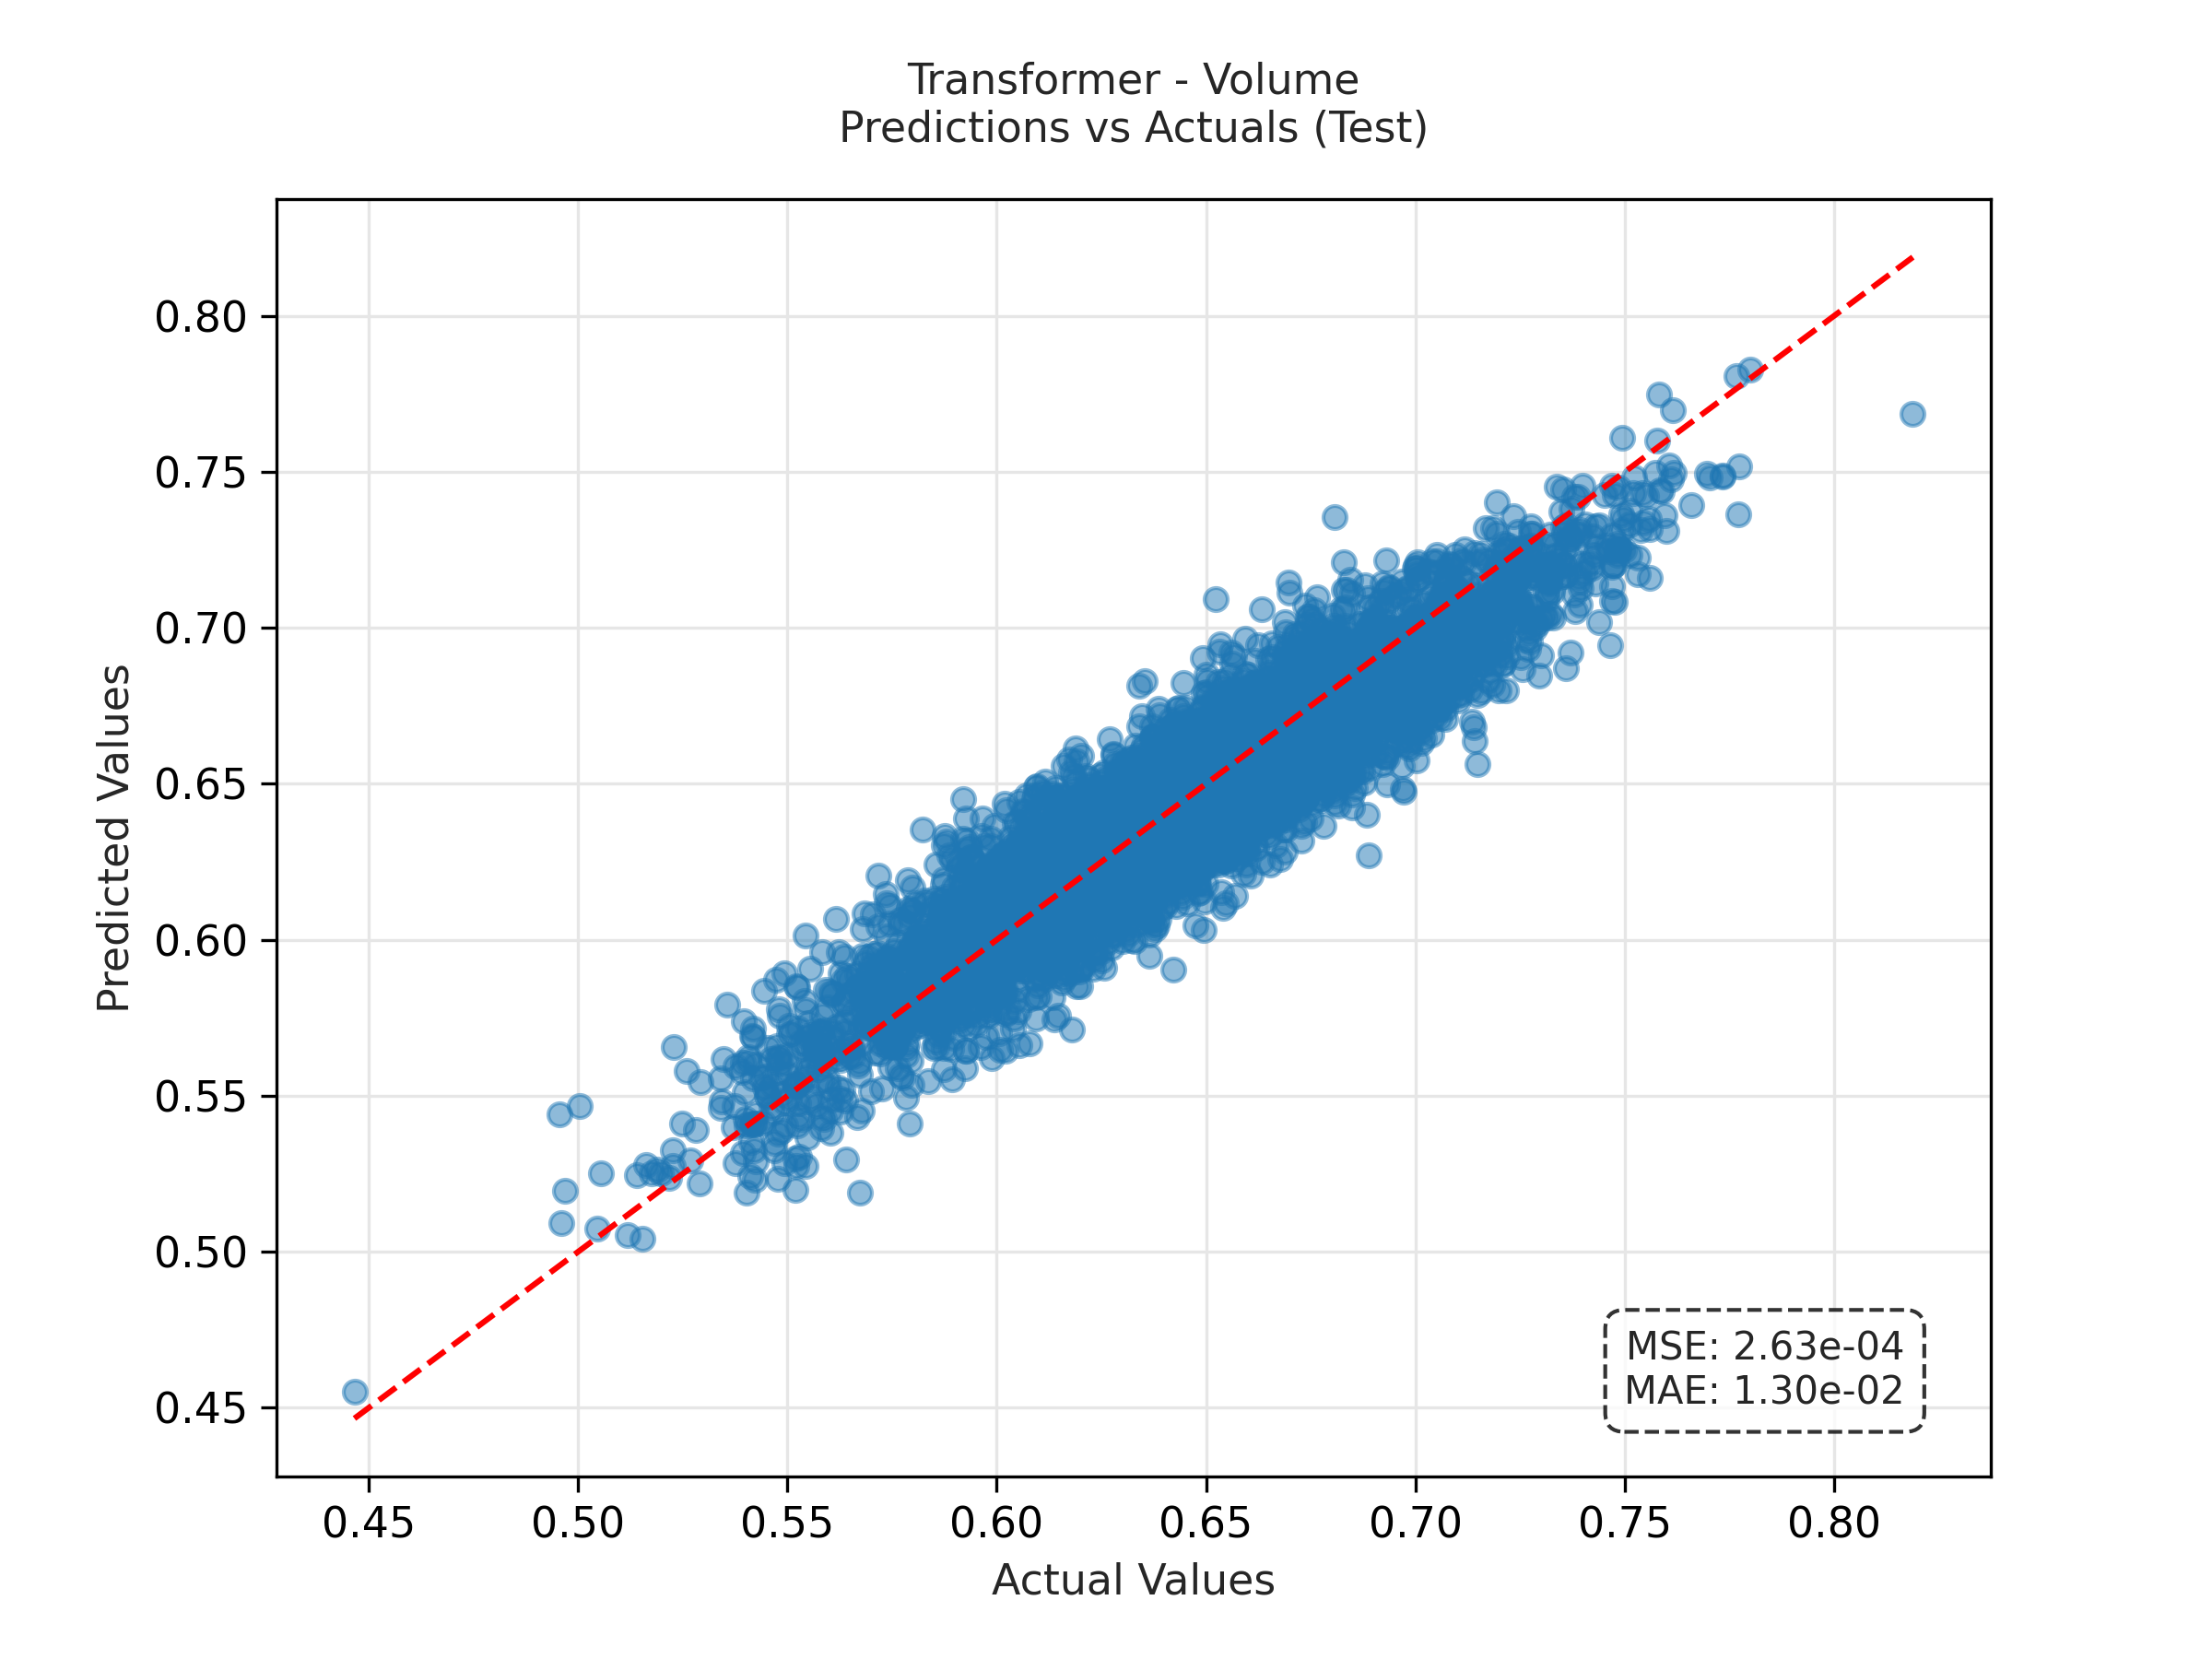 Transformer - Volume
Predictions vs Actuals (Test)
Predicted Values
0.80
0.75
0.70
0.65
0.60
0.55
0.50
0.45
MSE: 2.63e-04
MAE: 1.30e-02
0.45 0.50 0.55 0.60 0.65 0.70 0.75 0.80
Actual Values